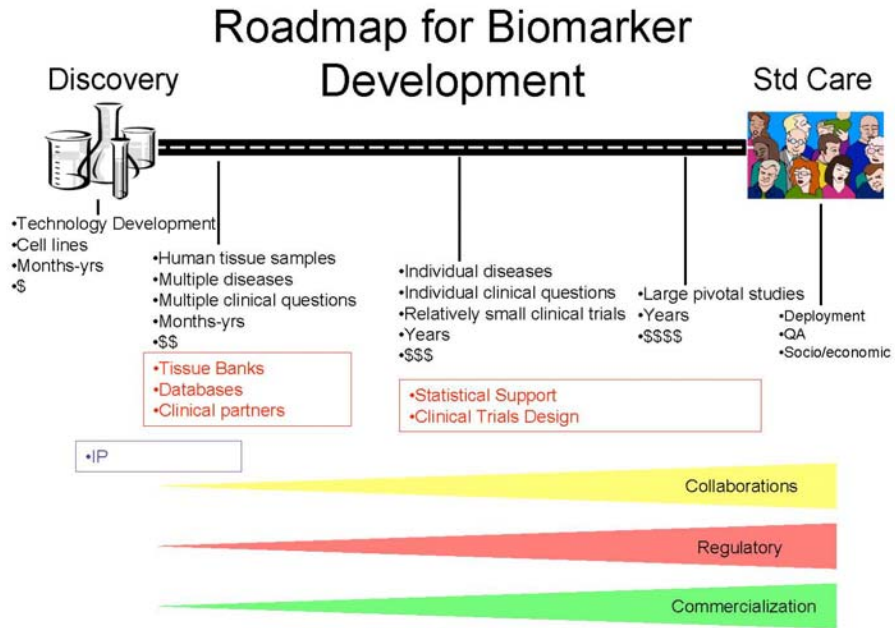 Roadmap for Biomarker
Development
Discovery
Std Care
•Technology Development
•Cell lines
•Months-yrs
•$
•Human tissue samples
•Multiple diseases
•Multiple clinical questions
•Months-yrs
•$$
•Tissue Banks
•Databases
•Clinical partners
•Individual diseases
•Individual clinical questions
•Relatively small clinical trials
•Years
•$$$
•Statistical Support
•Clinical Trials Design
•Large pivotal studies
•Years
•$$$$
•Deployment
•QA
•Socio/economic
•IP
Collaborations
Regulatory
Commercialization